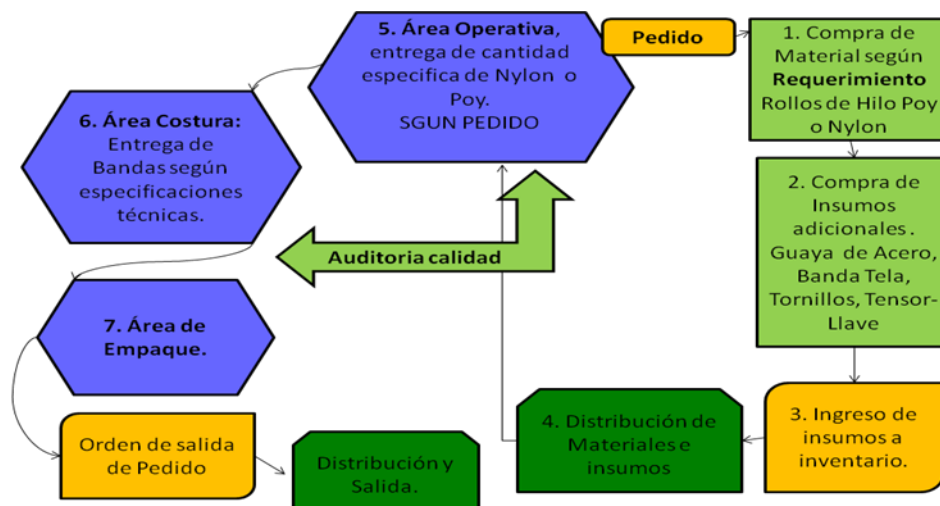 Pedido
1. Compra de
Material según
Requerimiento
Rollos de Hilo Poy
o Nylon
2. Compra de
Insumos
adicionales .
Guaya de Acero,
Banda Tela,
Tornillos, Tensor-
Llave
3. Ingreso de
insumos a
inventario.
4. Distribución de
Materiales e
insumos
5. Área Operativa,
entrega de cantidad
especifica de Nylon o
Poy.
SGUN PEDIDO
Auditoria calidad
6. Área Costura:
Entrega de
Bandas según
especificaciones
técnicas.
7. Área de
Empaque.
Orden de salida
de Pedido
Distribución y
Salida.